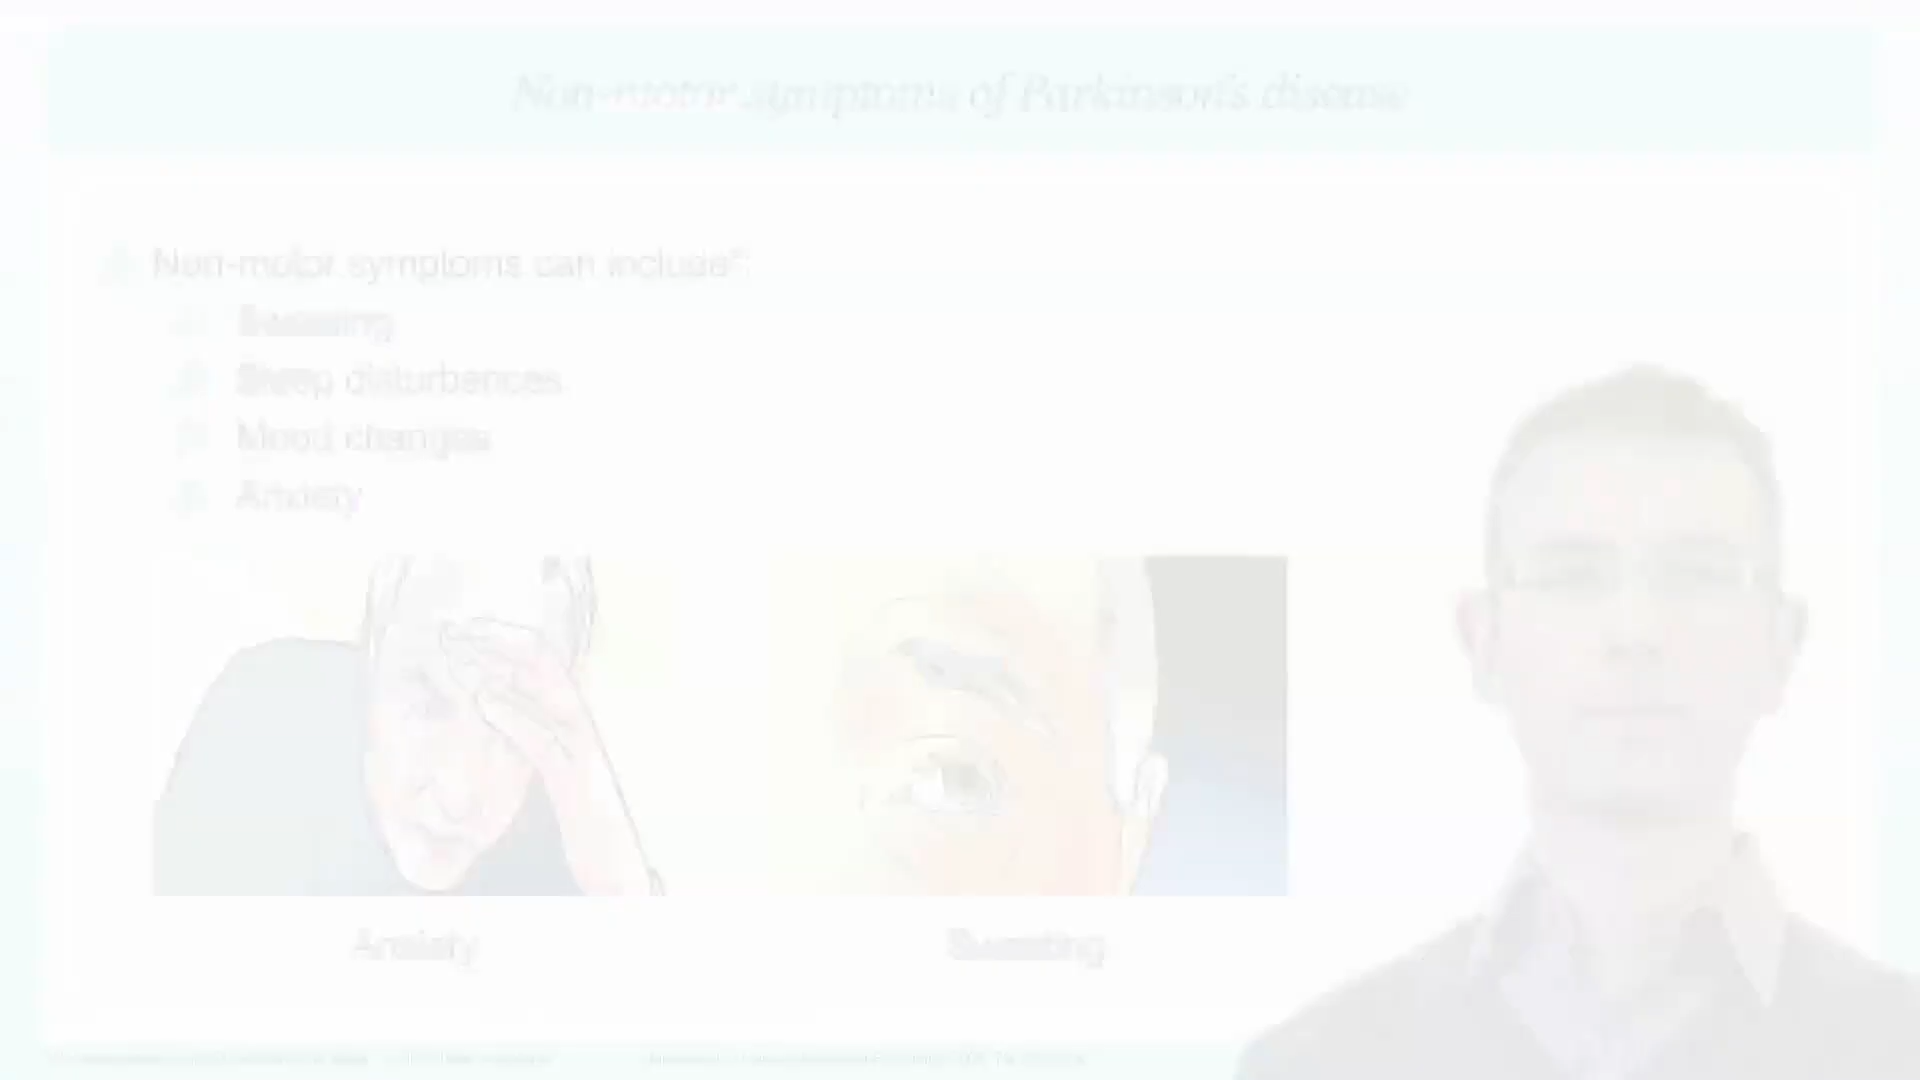 Non-motor symptoms of Parkinson's disease
Non-motor symptoms can include
Sweating
Sleep disturbances
Mood changes
Anxiety
Anxiety
Sweating